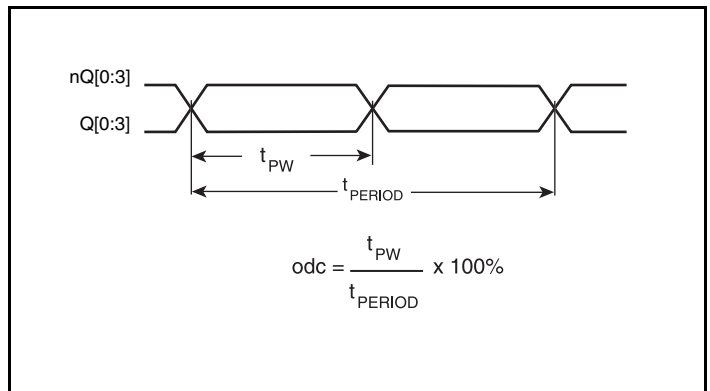 nQ[0:3]
Q[0:3]
tPW
tPERIOD
odc = tPW / tPERIOD x 100%